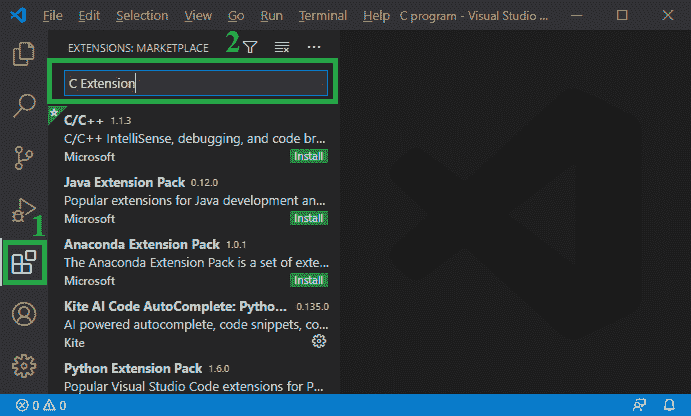 File Edit Selection View Go Run Terminal Help C program - Visual Studio ...
EXTENSIONS: MARKETPLACE 2 ...
C Extension
C/C++ 1.1.3
C/C++ IntelliSense, debugging, and code br...
Microsoft Install
Java Extension Pack 0.12.0
Popular extensions for Java development an...
Microsoft Install
1
Anaconda Extension Pack 1.0.1
The Anaconda Extension Pack is a set of exte...
Microsoft Install
Kite AI Code AutoComplete: Pytho... 0.135.0
AI powered autocomplete, code snippets, co...
Kite
Python Extension Pack 1.6.0
Popular Visual Studio Code extensions for P...
0 0